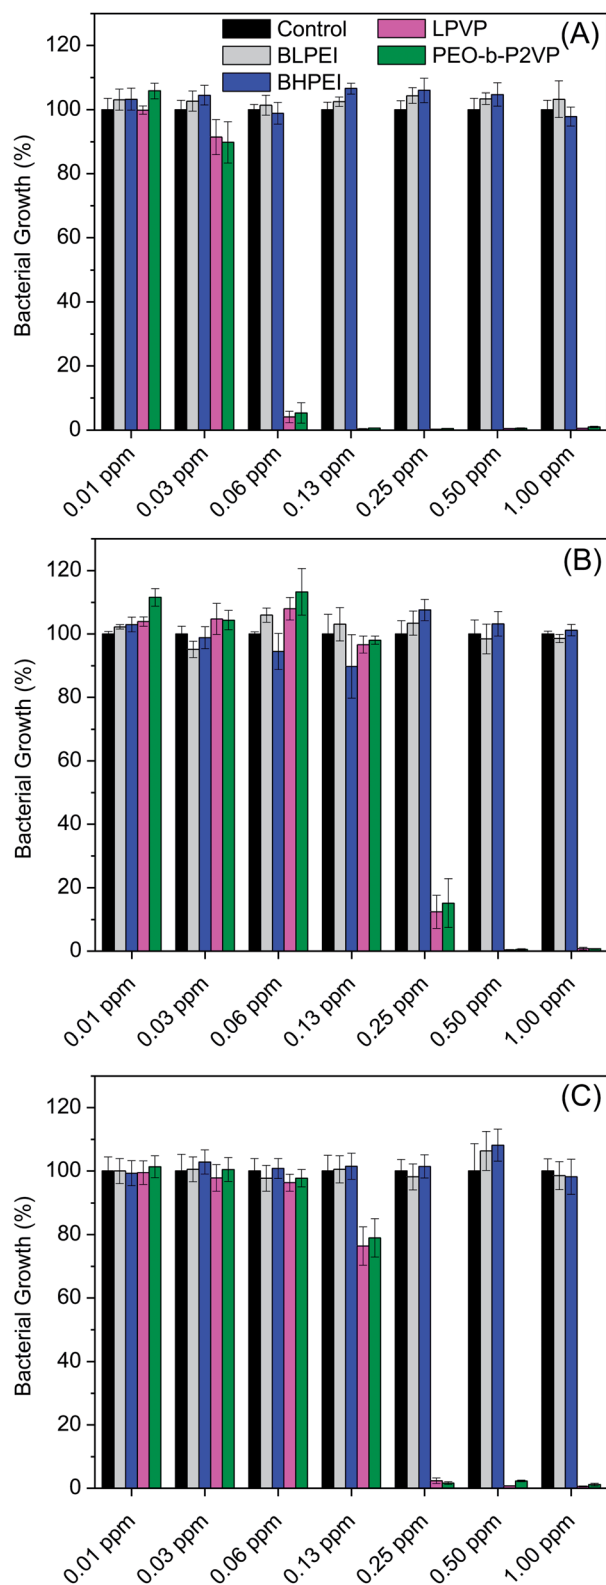 Control
LPVP
(A)
BLPEI
PEO-b-P2VP
BHPEI
120
100
80
60
40
20
0
Bacterial Growth (%)
0.01 ppm
0.03 ppm
0.06 ppm
0.13 ppm
0.25 ppm
0.50 ppm
1.00 ppm
(B)
120
100
80
60
40
20
0
Bacterial Growth (%)
0.01 ppm
0.03 ppm
0.06 ppm
0.13 ppm
0.25 ppm
0.50 ppm
1.00 ppm
(C)
120
100
80
60
40
20
0
Bacterial Growth (%)
0.01 ppm
0.03 ppm
0.06 ppm
0.13 ppm
0.25 ppm
0.50 ppm
1.00 ppm